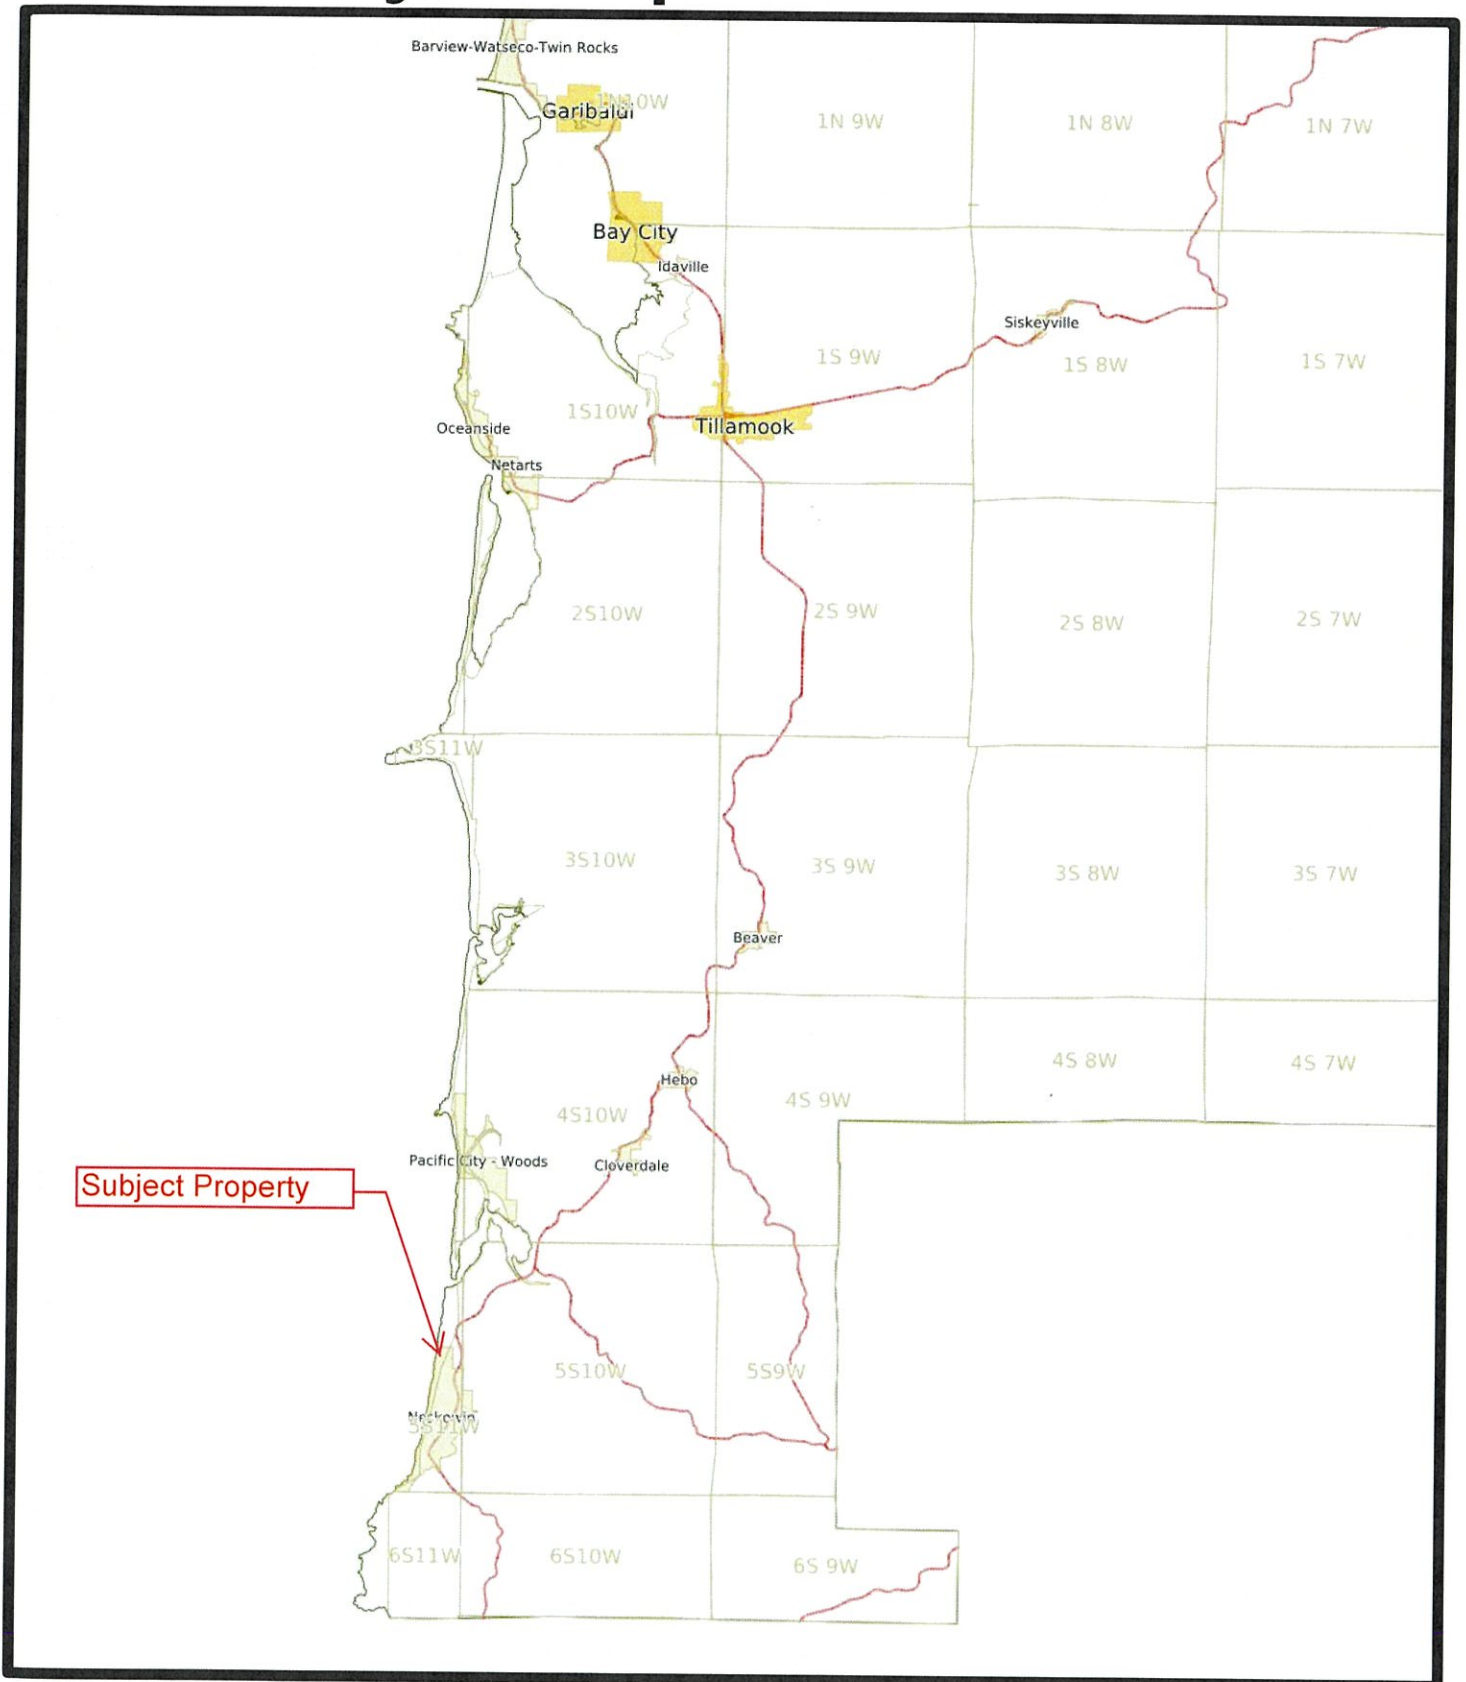 Barview-Watseco-Twin Rocks
1N10W
Garibaldi
1N 9W
1N 8W
1N 7W
Bay City
Idaville
Siskeyville
1S 9W
1S 8W
1S 7W
1S10W
Tillamook
Oceanside
Netarts
2S10W
2S 9W
2S 8W
2S 7W
3S11W
3S10W
3S 9W
3S 8W
3S 7W
Beaver
4S 8W
4S 7W
Hebo
4S 9W
4S10W
Pacific City - Woods
Cloverdale
Subject Property
5S10W
5S9W
Neskowin
5S11W
6S11W
6S10W
6S 9W